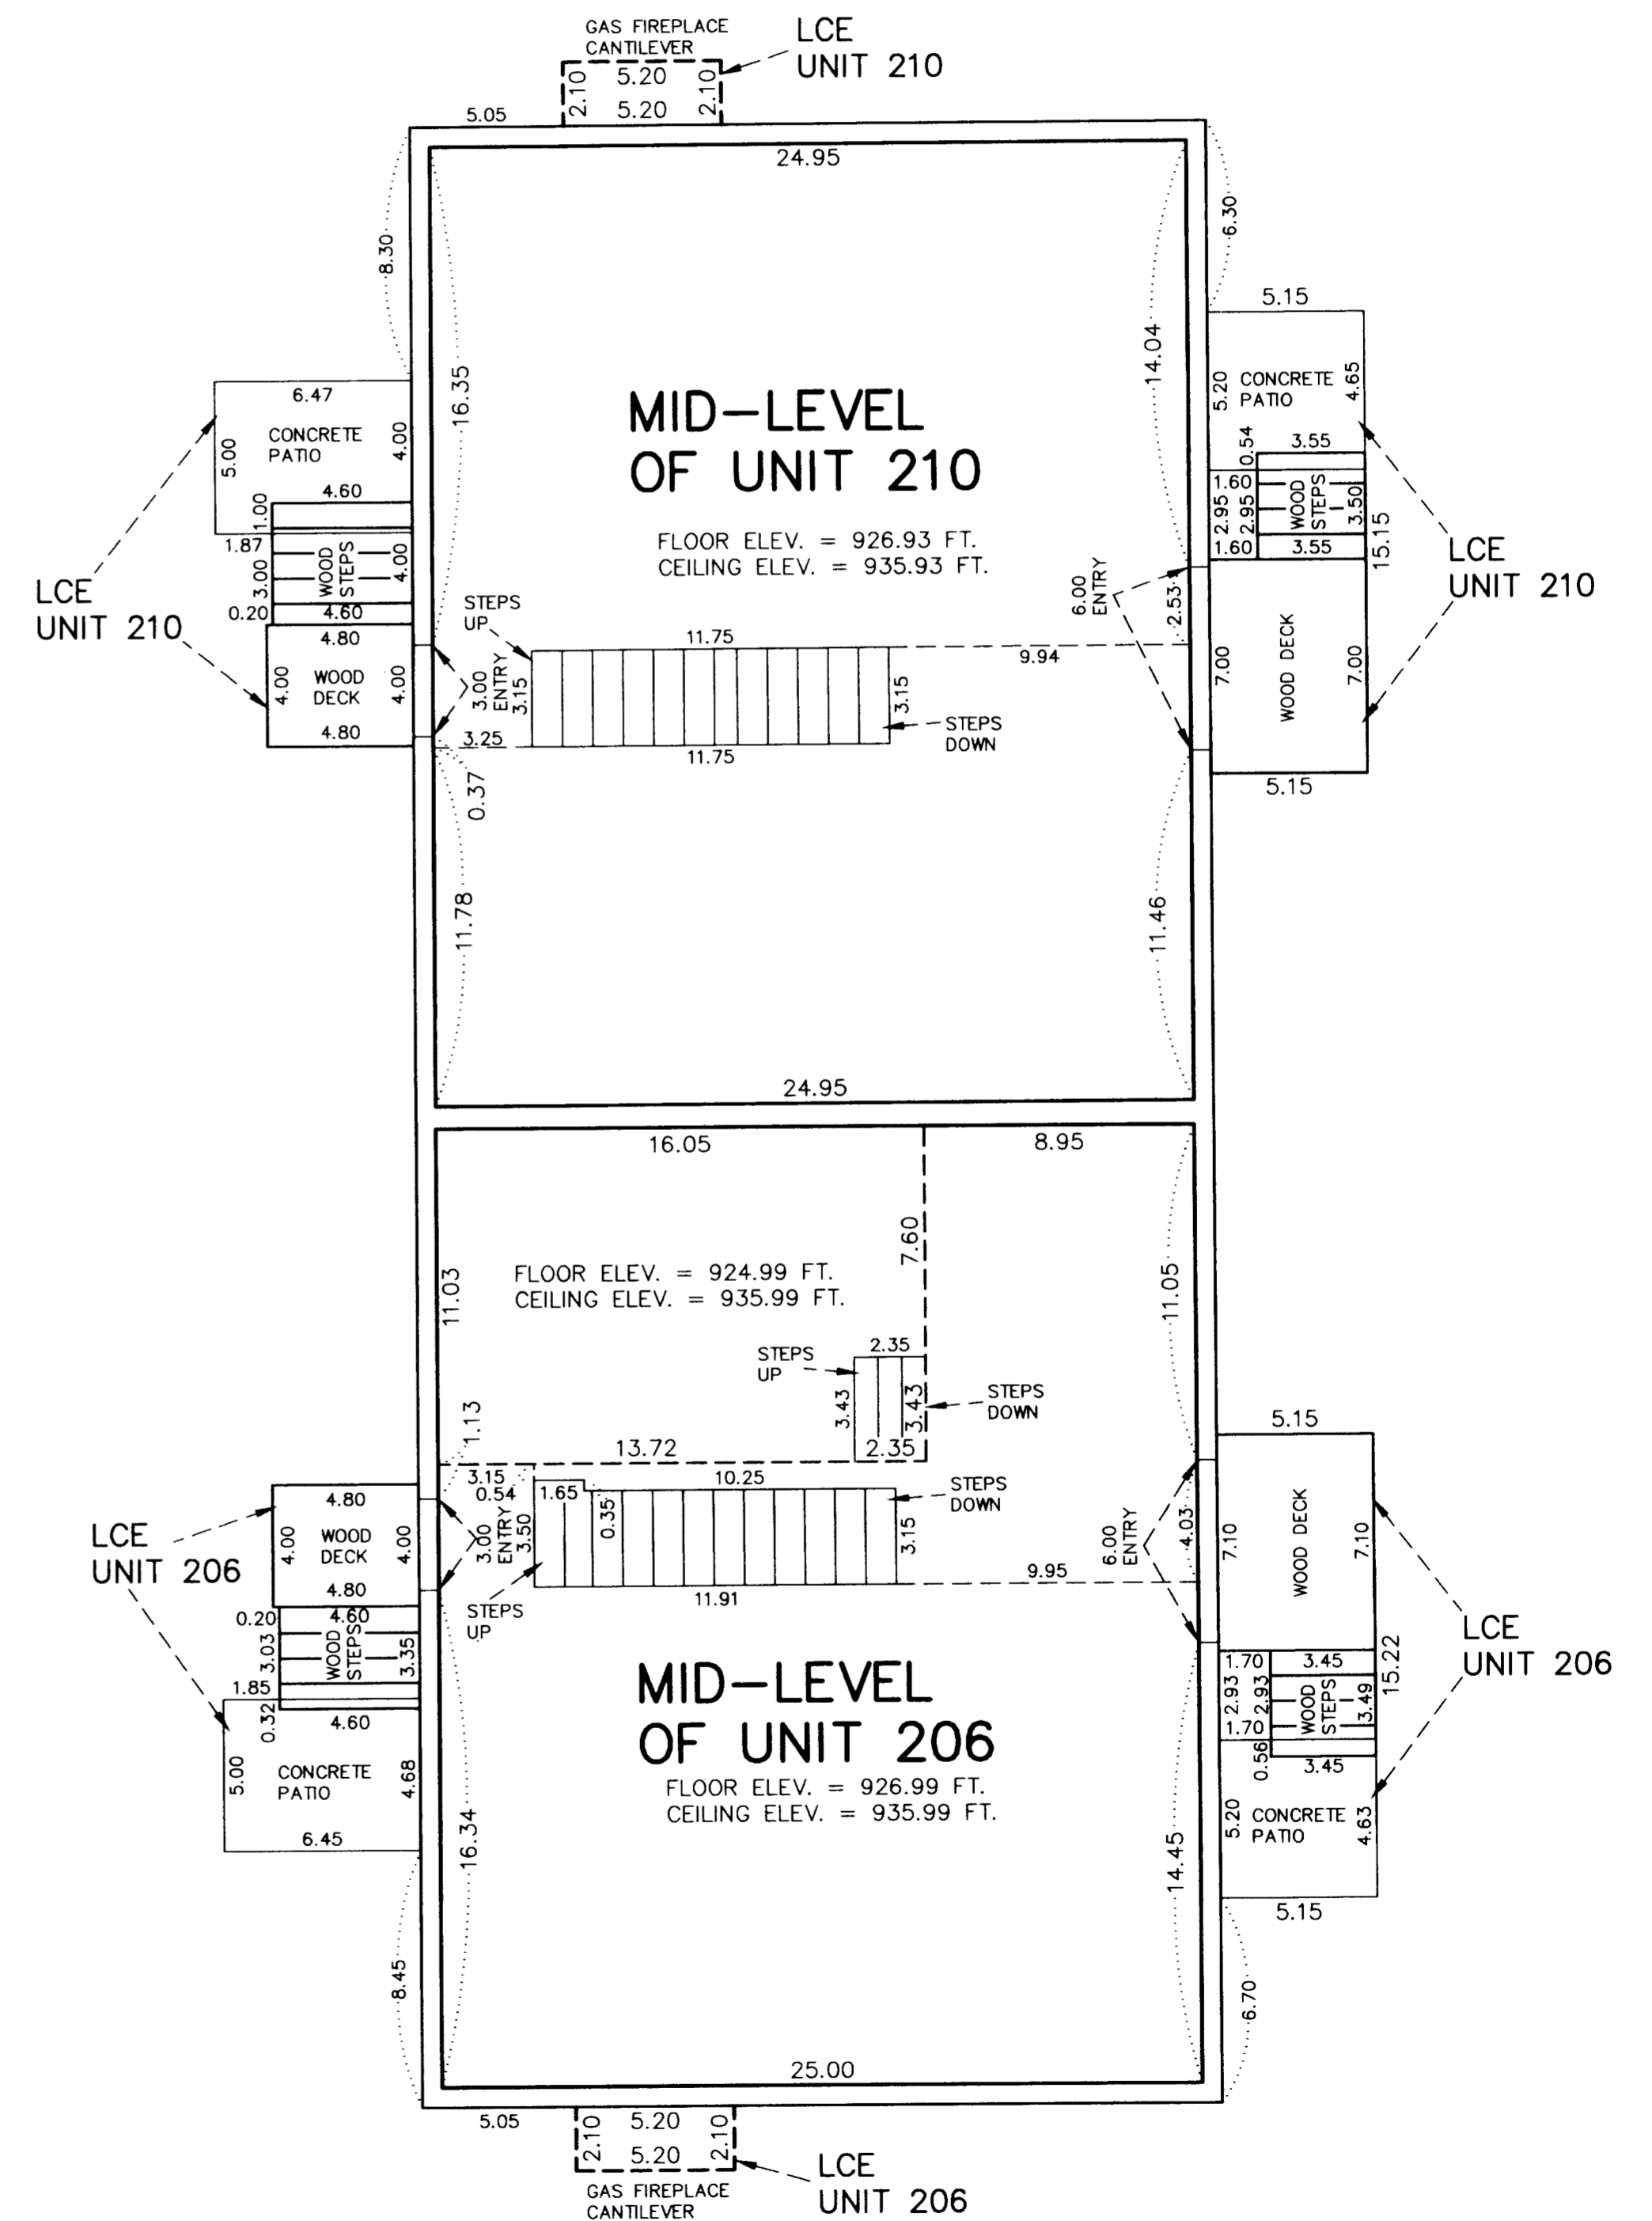 GAS FIREPLACE
CANTILEVER
LCE
UNIT 210
2.10
5.20
2.10
5.20
5.05
24.95
8.30
6.30
16.35
14.04
5.15
6.47
CONCRETE
PATIO
5.00
4.00
4.60
1.00
1.87
3.00
WOOD
STEPS
4.00
0.20
4.60
4.80
WOOD
DECK
4.00
4.00
4.80
LCE
UNIT 210
MID-LEVEL
OF UNIT 210
FLOOR ELEV. = 926.93 FT.
CEILING ELEV. = 935.93 FT.
5.20
CONCRETE
PATIO
4.65
0.54
3.55
1.60
2.95
2.95
WOOD
STEPS
3.50
1.60
3.55
15.15
LCE
UNIT 210
6.00
ENTRY
2.53
7.00
WOOD DECK
7.00
5.15
STEPS
UP
11.75
9.94
3.00
ENTRY
3.15
3.15
STEPS
DOWN
3.25
11.75
0.37
11.78
11.46
24.95
16.05
8.95
7.60
11.03
11.05
FLOOR ELEV. = 924.99 FT.
CEILING ELEV. = 935.99 FT.
STEPS
UP
2.35
3.43
3.43
STEPS
DOWN
2.35
1.13
13.72
3.15
0.54
1.65
0.35
10.25
STEPS
DOWN
3.00
ENTRY
3.50
3.15
9.95
11.91
STEPS
UP
6.00
ENTRY
4.03
5.15
7.10
WOOD DECK
7.10
LCE
UNIT 206
4.80
4.00
WOOD
DECK
4.00
4.80
0.20
4.60
3.03
WOOD
STEPS
3.35
1.85
0.32
4.60
5.00
CONCRETE
PATIO
4.68
6.45
MID-LEVEL
OF UNIT 206
FLOOR ELEV. = 926.99 FT.
CEILING ELEV. = 935.99 FT.
1.70
3.45
2.93
2.93
WOOD
STEPS
3.49
1.70
0.56
3.45
15.22
LCE
UNIT 206
5.20
CONCRETE
PATIO
4.63
5.15
16.34
14.45
8.45
6.70
25.00
5.05
2.10
5.20
2.10
5.20
GAS FIREPLACE
CANTILEVER
LCE
UNIT 206